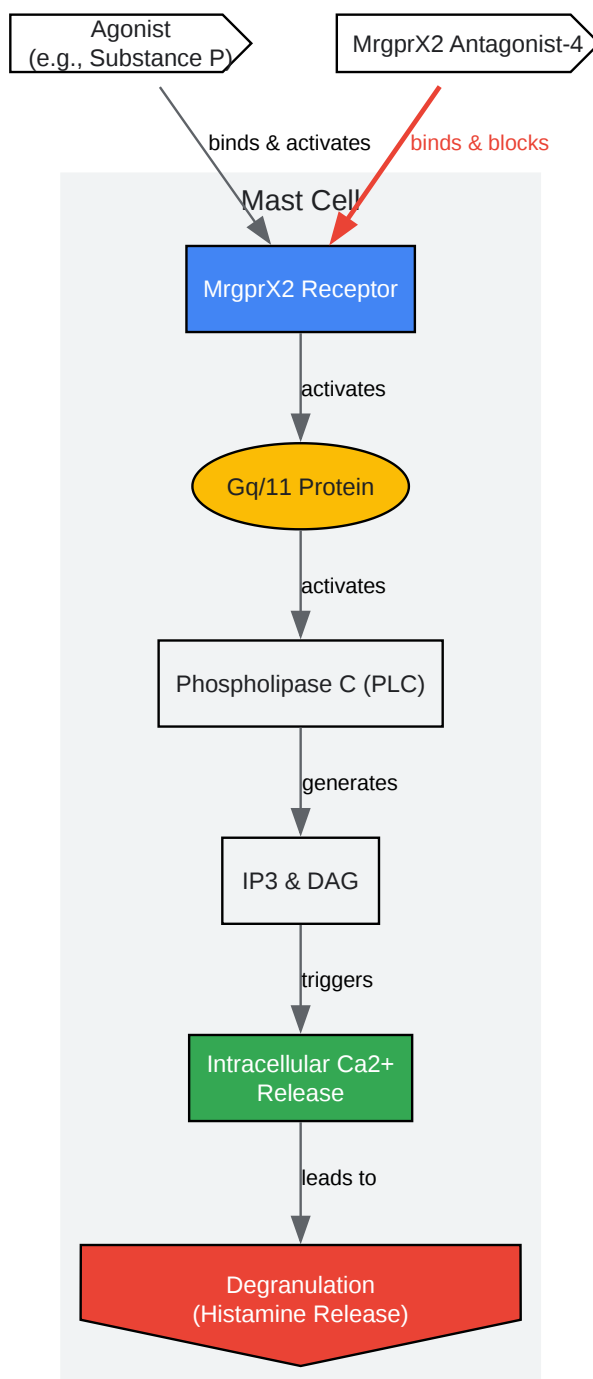 Agonist
(e.g., Substance P)
MrgprX2 Antagonist-4
binds & activates
binds & blocks
Mast Cell
MrgprX2 Receptor
activates
Gq/11 Protein
activates
Phospholipase C (PLC)
generates
IP3 & DAG
triggers
Intracellular Ca2+
Release
leads to
Degranulation
(Histamine Release)